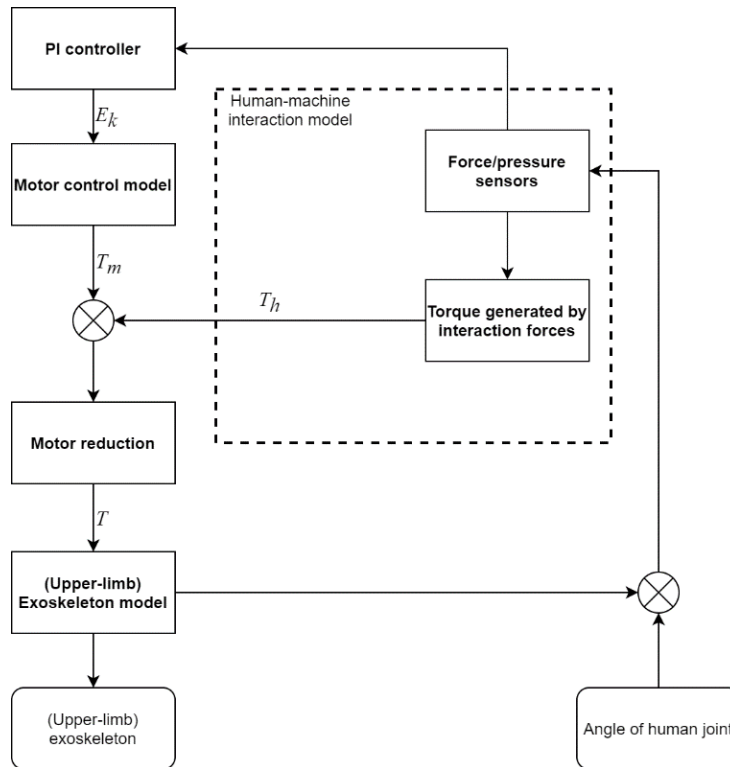 PI controller
Human-machine
interaction model
E_k
Force/pressure
sensors
Motor control model
T_m
T_h
Torque generated by
interaction forces
Motor reduction
T
(Upper-limb)
Exoskeleton model
(Upper-limb)
exoskeleton
Angle of human joint